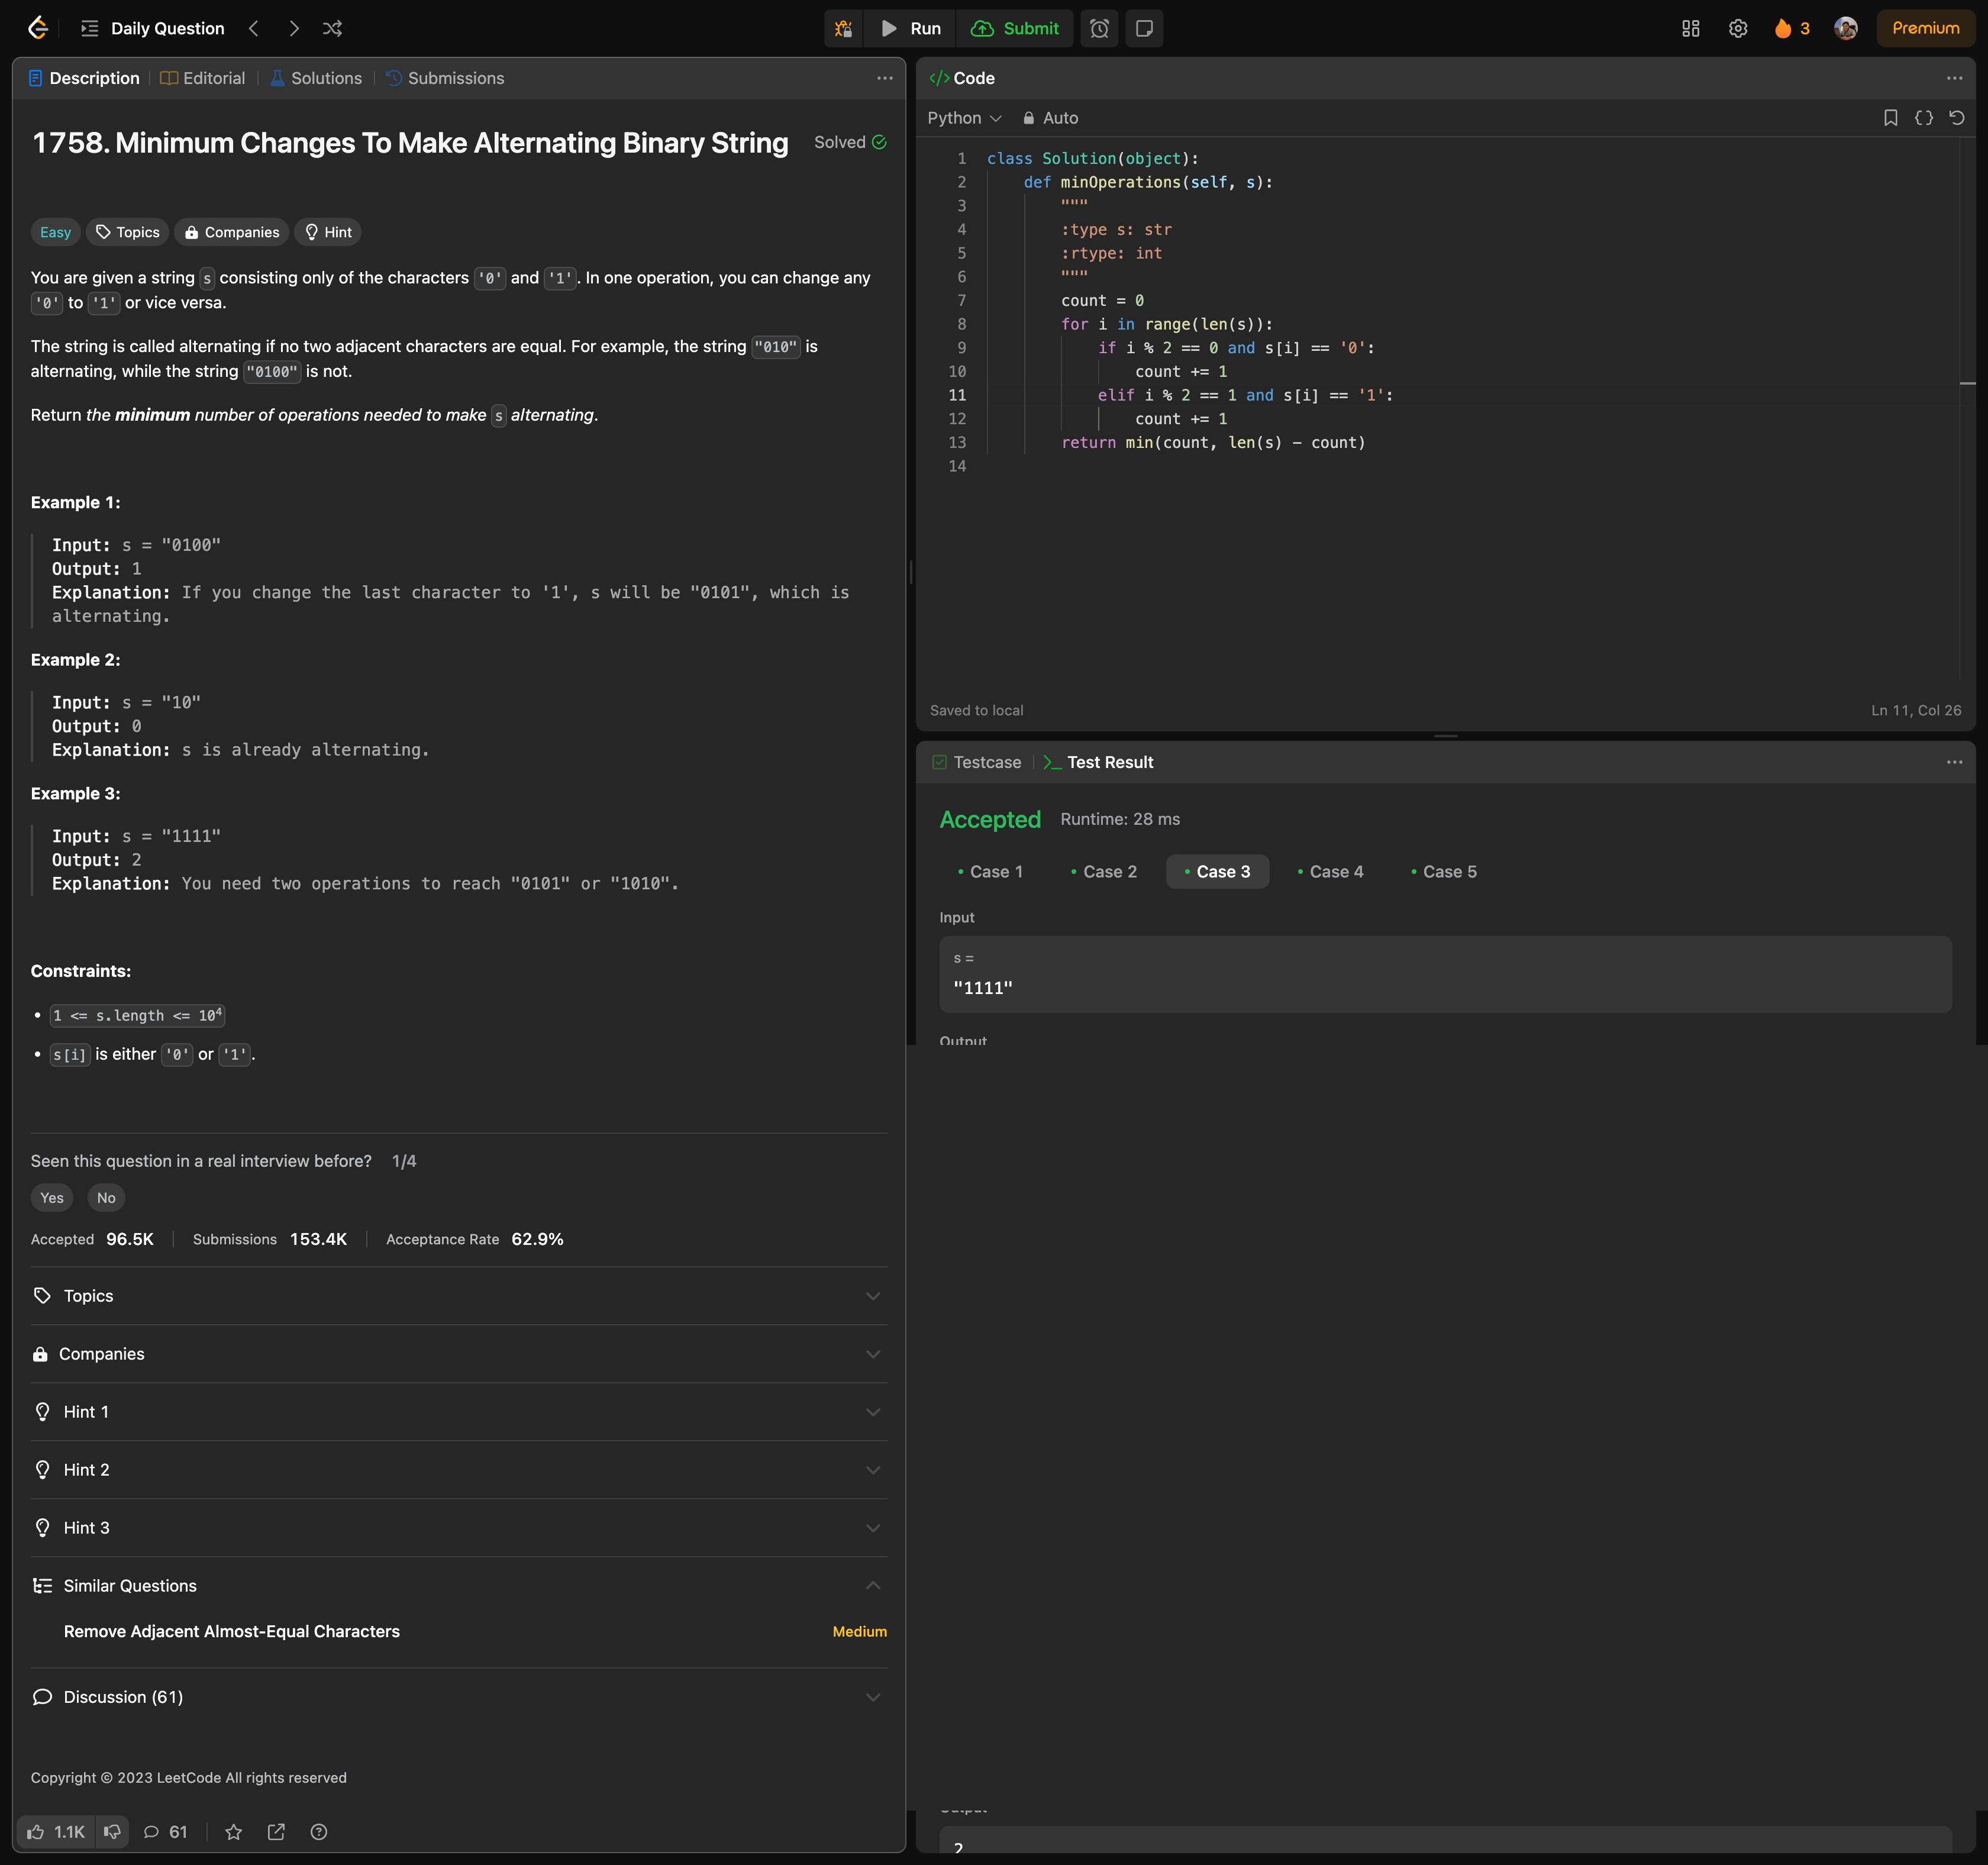 Daily Question
Run
Submit
3
Premium
Description
Editorial
Solutions
Submissions
1758. Minimum Changes To Make Alternating Binary String
Solved
Easy
Topics
Companies
Hint
You are given a string s consisting only of the characters '0' and '1'. In one operation, you can change any
'0' to '1' or vice versa.
The string is called alternating if no two adjacent characters are equal. For example, the string "010" is
alternating, while the string "0100" is not.
Return the minimum number of operations needed to make s alternating.
Example 1:
Input: s = "0100"
Output: 1
Explanation: If you change the last character to '1', s will be "0101", which is
alternating.
Example 2:
Input: s = "10"
Output: 0
Explanation: s is already alternating.
Example 3:
Input: s = "1111"
Output: 2
Explanation: You need two operations to reach "0101" or "1010".
Constraints:
• 1 <= s.length <= 10⁴
• s[i] is either '0' or '1'.
Seen this question in a real interview before? 1/4
Yes No
Accepted 96.5K Submissions 153.4K Acceptance Rate 62.9%
Topics
Companies
Hint 1
Hint 2
Hint 3
Similar Questions
Remove Adjacent Almost-Equal Characters Medium
Discussion (61)
Copyright © 2023 LeetCode All rights reserved
1.1K 61
</> Code
Python Auto
1 class Solution(object):
2     def minOperations(self, s):
3         """
4         :type s: str
5         :rtype: int
6         """
7         count = 0
8         for i in range(len(s)):
9             if i % 2 == 0 and s[i] == '0':
10                 count += 1
11             elif i % 2 == 1 and s[i] == '1':
12                 count += 1
13         return min(count, len(s) - count)
14
Saved to local Ln 11, Col 26
Testcase
>_ Test Result
Accepted Runtime: 28 ms
• Case 1 • Case 2 • Case 3 • Case 4 • Case 5
Input
s =
"1111"
Output
Output
2